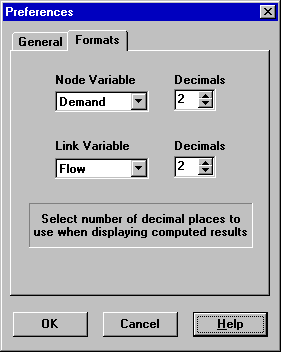 Preferences
General Formats
Node Variable Decimals
Demand 2
Link Variable Decimals
Flow 2
Select number of decimal places to
use when displaying computed results
OK Cancel Help